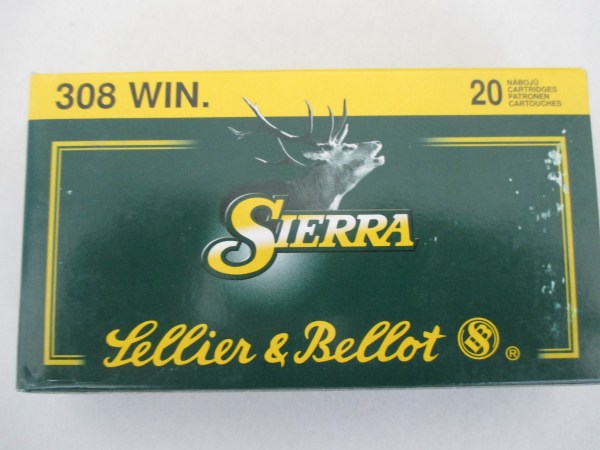 308 WIN.
20
NÁBOJŮ
CARTRIDGES
PATRONEN
CARTOUCHES
SIERRA
Sellier & Bellot
S&B
®